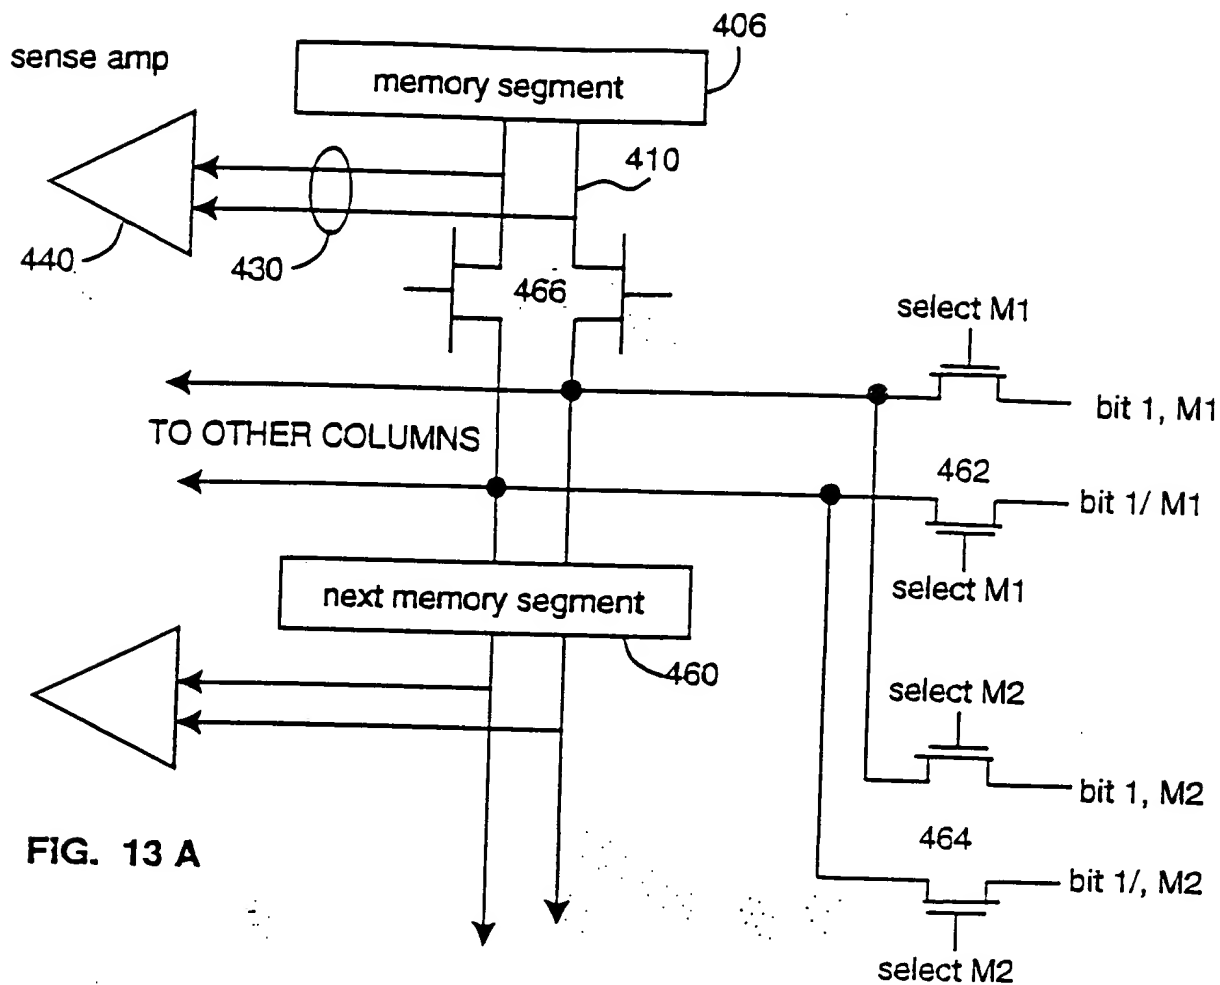 406
sense amp
memory segment
410
440
430
466
select M1
bit 1, M1
TO OTHER COLUMNS
462
bit 1/ M1
select M1
next memory segment
460
select M2
bit 1, M2
464
FIG. 13 A
bit 1/, M2
select M2